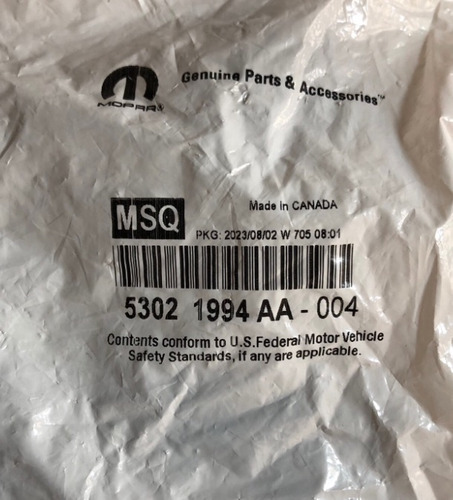 Genuine Parts & Accessories™
MOPAR®
Made in CANADA
MSQ
PKG: 2023/08/02 W 705 08:01
5302 1994 AA - 004
Contents conform to U.S.Federal Motor Vehicle
Safety Standards, if any are applicable.